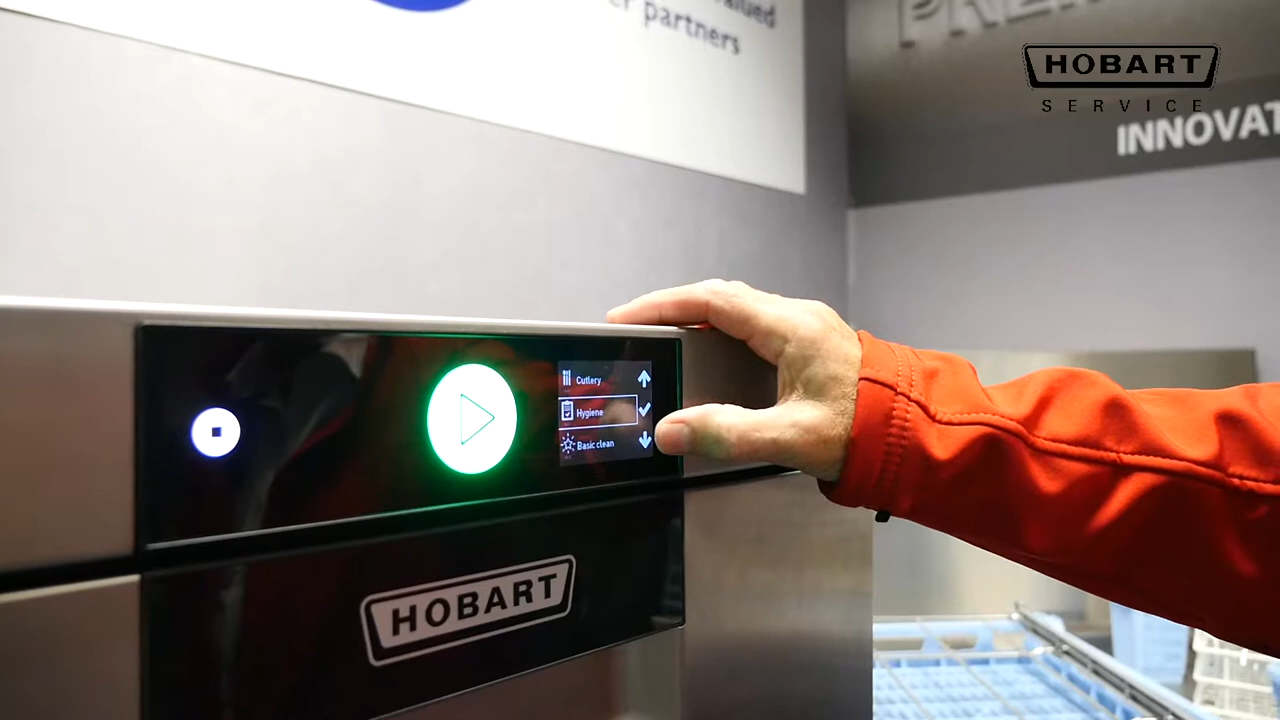 partners
HOBART
SERVICE
INNOVAT
Cutlery
Hygiene
Basic clean
HOBART